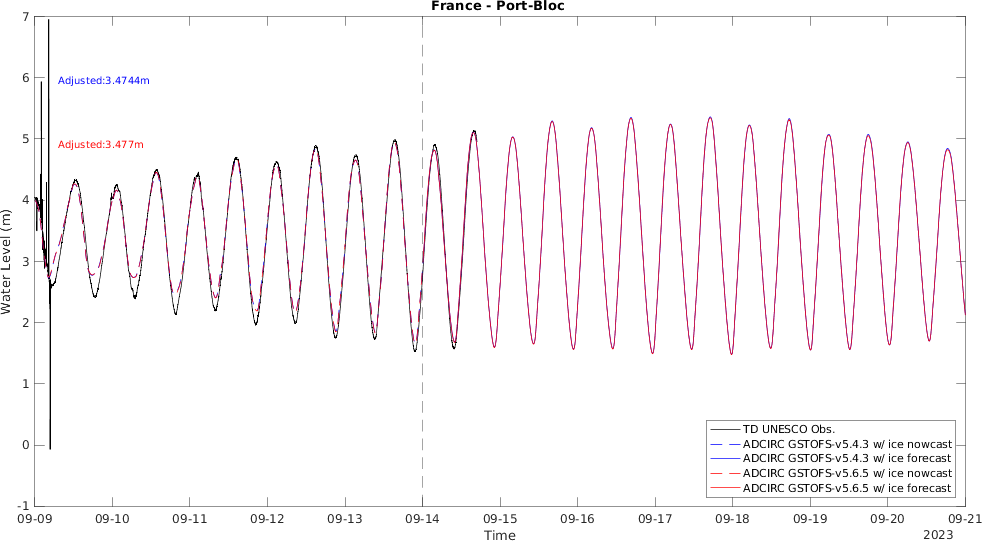 France - Port-Bloc
7
6
5
4
3
2
1
0
-1
Water Level (m)
Adjusted:3.4744m
Adjusted:3.477m
TD UNESCO Obs.
ADCIRC GSTOFS-v5.4.3 w/ ice nowcast
ADCIRC GSTOFS-v5.4.3 w/ ice forecast
ADCIRC GSTOFS-v5.6.5 w/ ice nowcast
ADCIRC GSTOFS-v5.6.5 w/ ice forecast
09-09 09-10 09-11 09-12 09-13 09-14 09-15 09-16 09-17 09-18 09-19 09-20 09-21
Time
2023